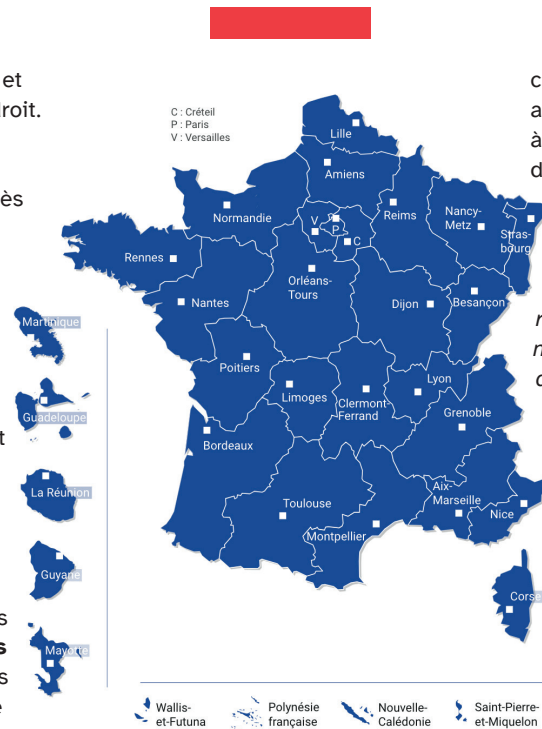 et
droit.
ès
t
s
s
s
e
c
a
à
d
n
C : Créteil
P : Paris
V : Versailles
Lille
Amiens
Normandie
Reims
Nancy-
Metz
Stras-
bourg
V
P
C
Rennes
Orléans-
Tours
Nantes
Dijon
Besançon
Poitiers
Limoges
Clermont-
Ferrand
Lyon
Grenoble
Bordeaux
Toulouse
Montpellier
Aix-
Marseille
Nice
Corse
Martinique
Guadeloupe
La Réunion
Guyane
Mayotte
Wallis-
et-Futuna
Polynésie
française
Nouvelle-
Calédonie
Saint-Pierre-
et-Miquelon